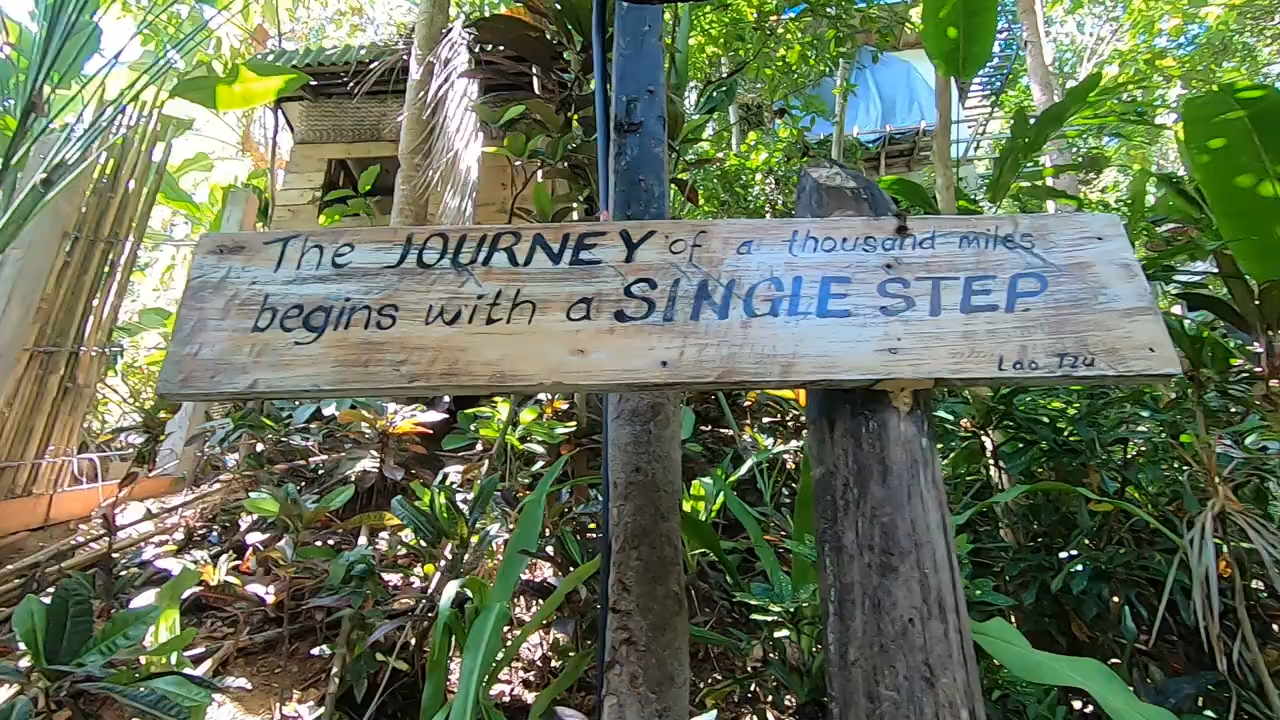 The JOURNEY of a thousand miles
begins with a SINGLE STEP.
Lao Tzu